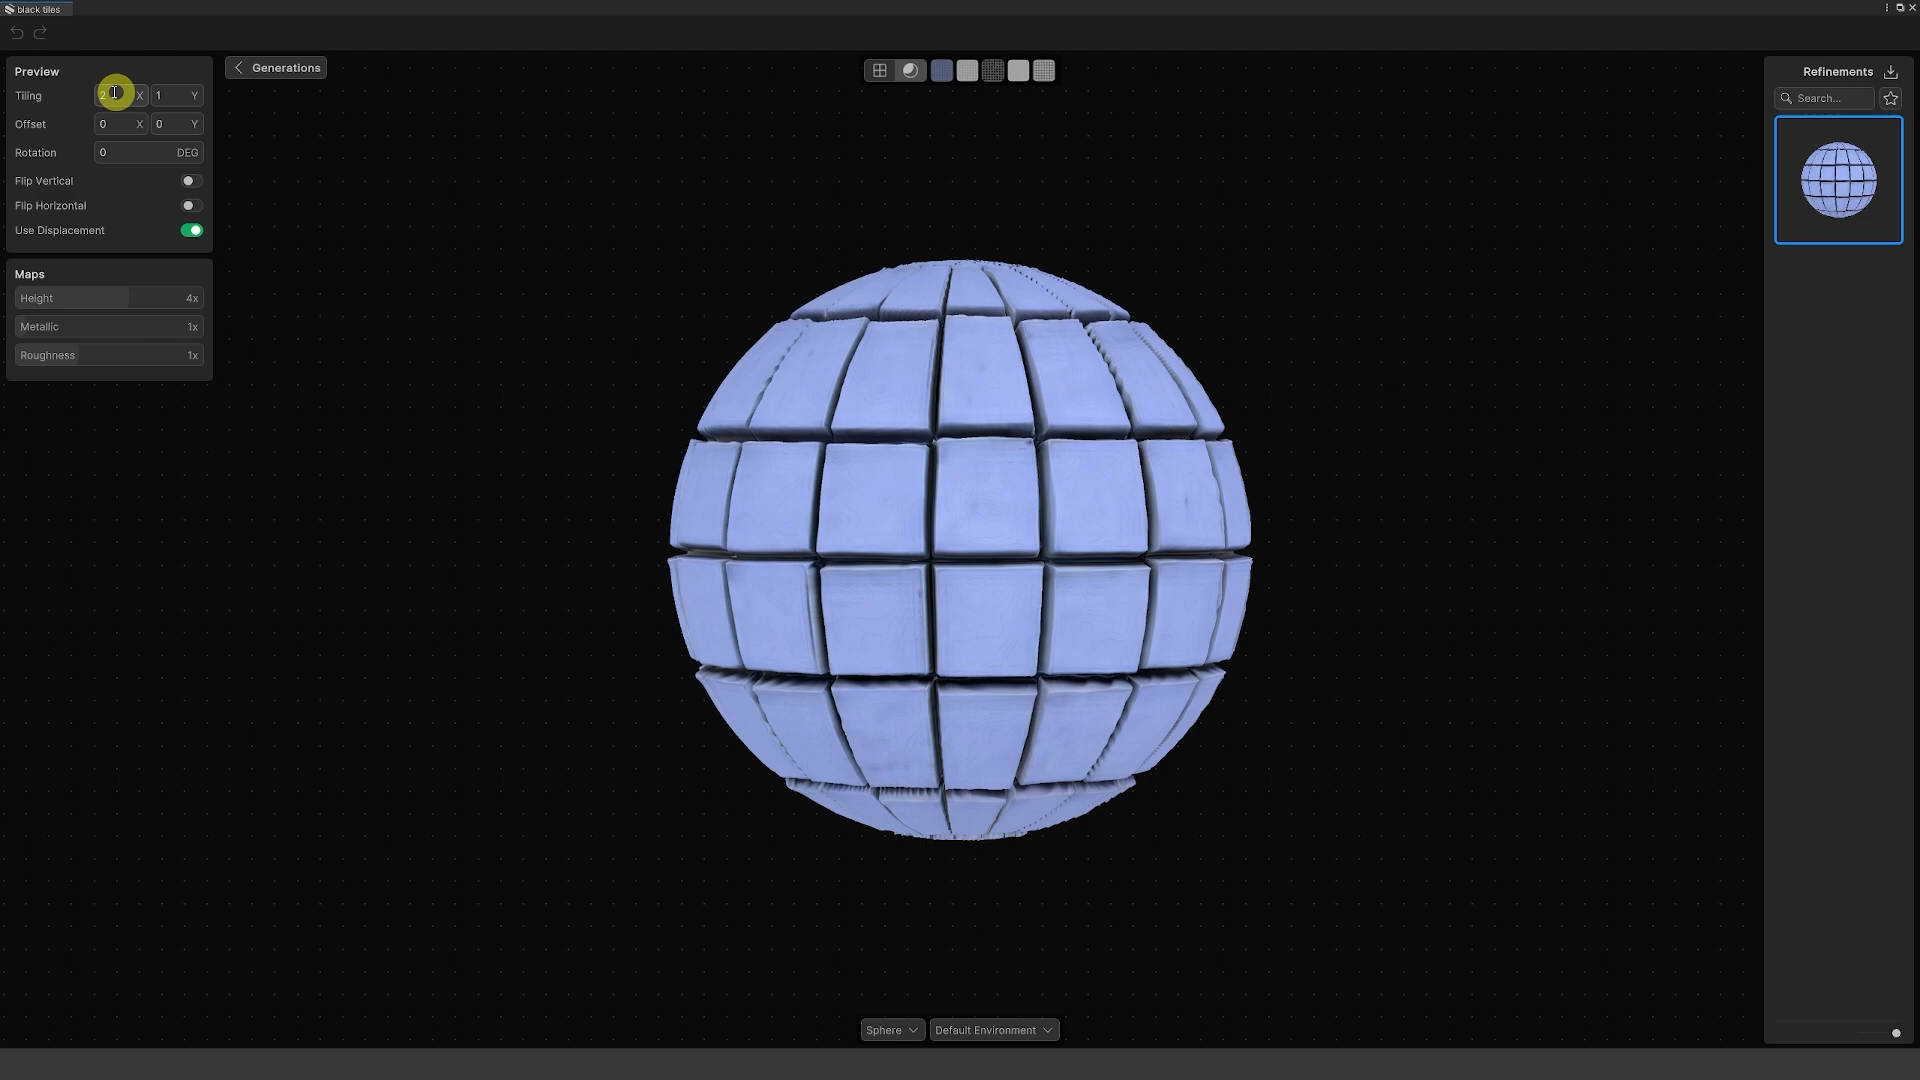 black tiles
Preview
Generations
Refinements
Tiling 2 X 1 Y
Search...
Offset 0 X 0 Y
Rotation 0 DEG
Flip Vertical
Flip Horizontal
Use Displacement
Maps
Height 4x
Metallic 1x
Roughness 1x
Sphere Default Environment